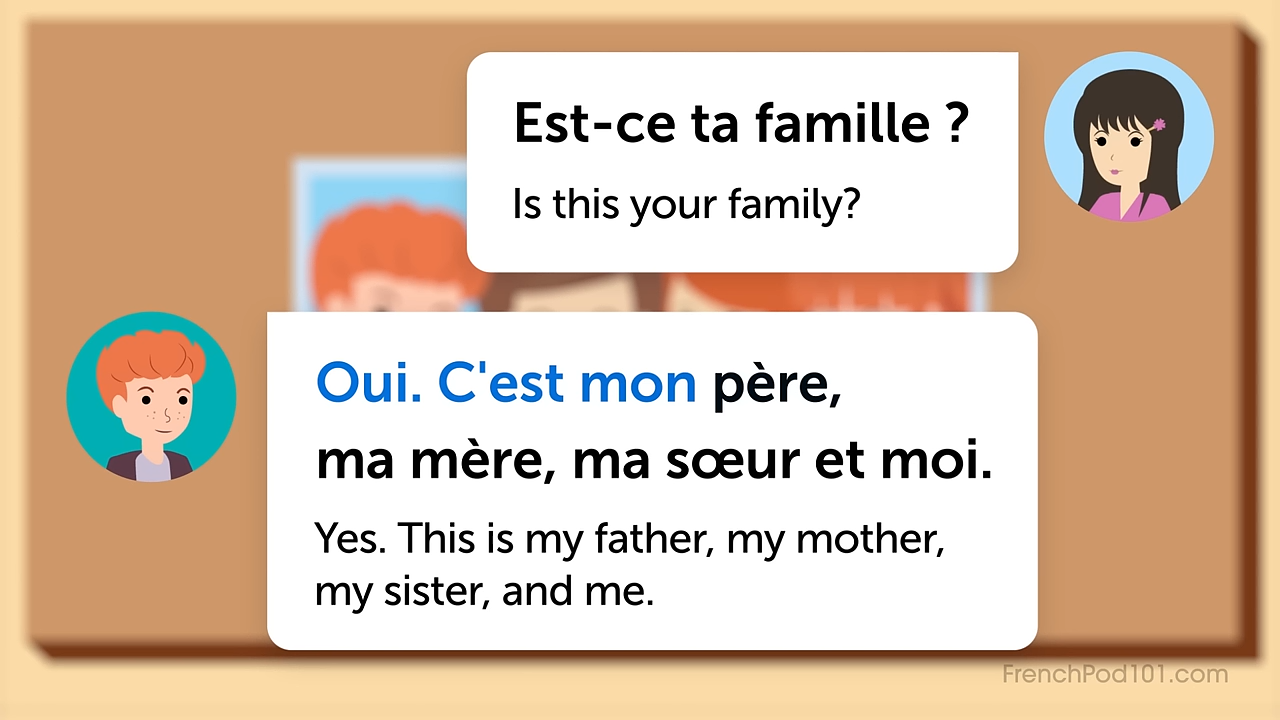 Est-ce ta famille ?
Is this your family?
Oui. C'est mon père,
ma mère, ma sœur et moi.
Yes. This is my father, my mother,
my sister, and me.
FrenchPod101.com